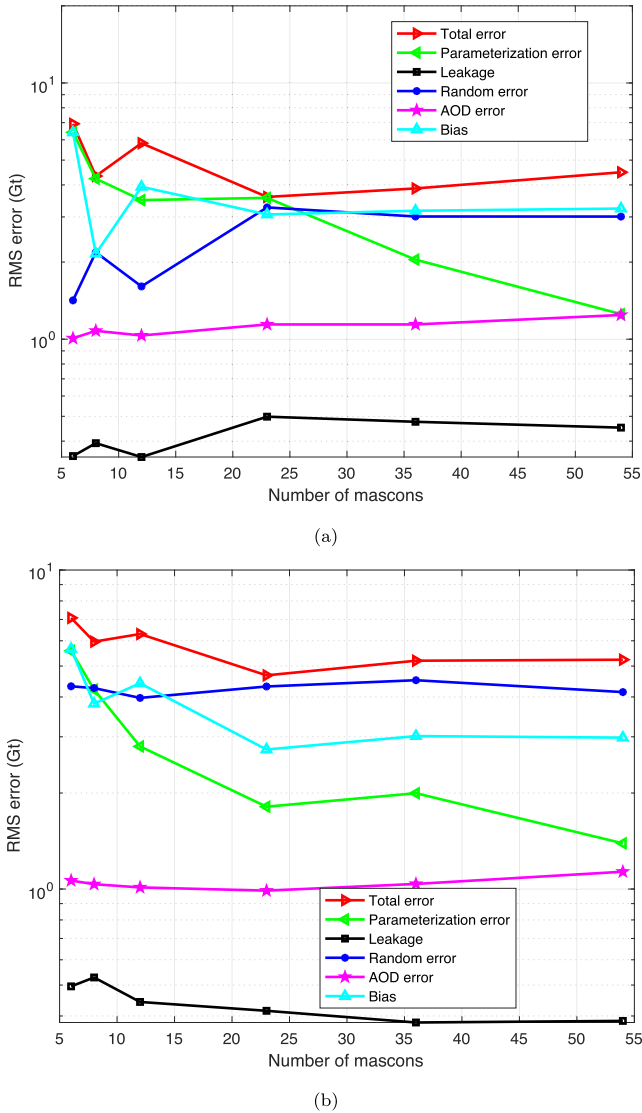 10^1
10^0
RMS error (Gt)
Total error
Parameterization error
Leakage
Random error
AOD error
Bias
5 10 15 20 25 30 35 40 45 50 55
Number of mascons
(a)
10^1
10^0
RMS error (Gt)
Total error
Parameterization error
Leakage
Random error
AOD error
Bias
5 10 15 20 25 30 35 40 45 50 55
Number of mascons
(b)